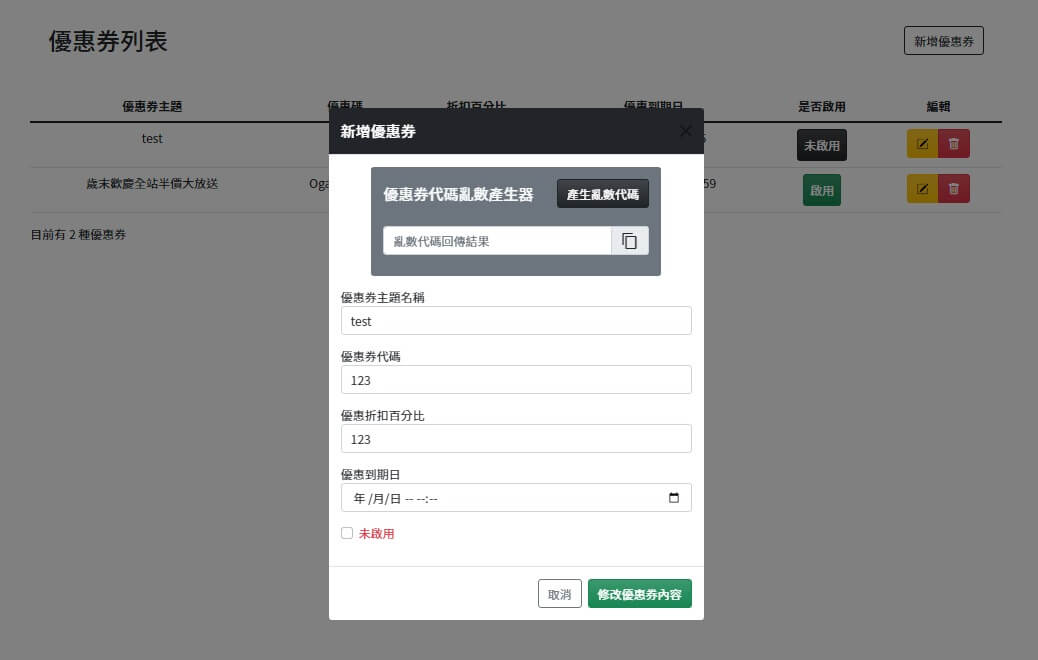 優惠券列表
新增優惠券
優惠券主題 優惠碼 折扣百分比 優惠到期日 是否啟用 編輯
test 未啟用
歲末歡慶全站半價大放送 Oga 59 啟用
目前有 2 種優惠券
新增優惠券
優惠券代碼亂數產生器 產生亂數代碼
亂數代碼回傳結果
優惠券主題名稱
test
優惠券代碼
123
優惠折扣百分比
123
優惠到期日
年 /月/日 -- --:--
未啟用
取消 修改優惠券內容